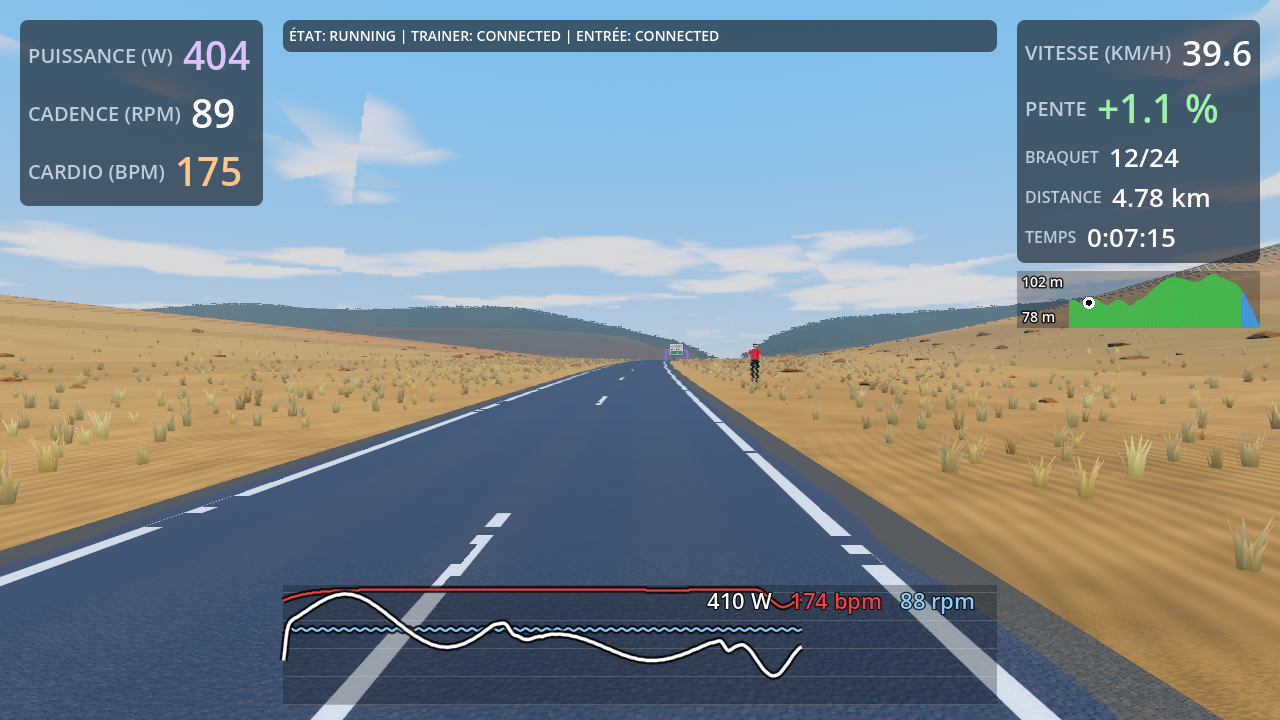 PUISSANCE (W) 404
CADENCE (RPM) 89
CARDIO (BPM) 175
ÉTAT: RUNNING | TRAINER: CONNECTED | ENTRÉE: CONNECTED
VITESSE (KM/H) 39.6
PENTE +1.1 %
BRAQUET 12/24
DISTANCE 4.78 km
TEMPS 0:07:15
102 m
78 m
410 W 174 bpm 88 rpm